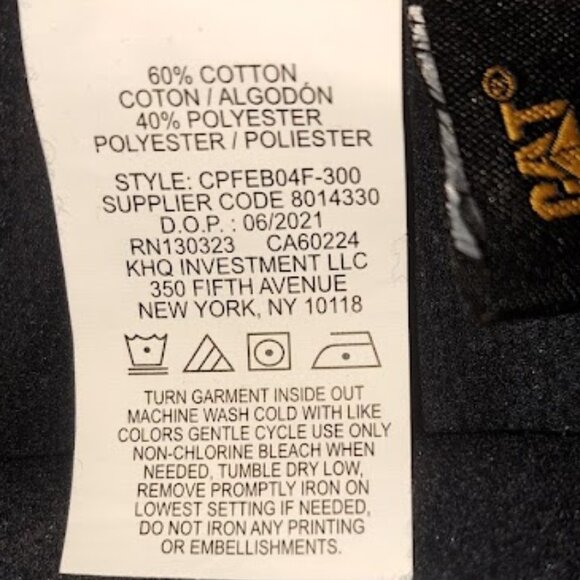 60% COTTON
COTON / ALGODÓN
40% POLYESTER
POLYESTER / POLIESTER
STYLE: CPFEB04F-300
SUPPLIER CODE 8014330
D.O.P. : 06/2021
RN130323 CA60224
KHQ INVESTMENT LLC
350 FIFTH AVENUE
NEW YORK, NY 10118
TURN GARMENT INSIDE OUT
MACHINE WASH COLD WITH LIKE
COLORS GENTLE CYCLE USE ONLY
NON-CHLORINE BLEACH WHEN
NEEDED, TUMBLE DRY LOW,
REMOVE PROMPTLY IRON ON
LOWEST SETTING IF NEEDED,
DO NOT IRON ANY PRINTING
OR EMBELLISHMENTS.
CAT®